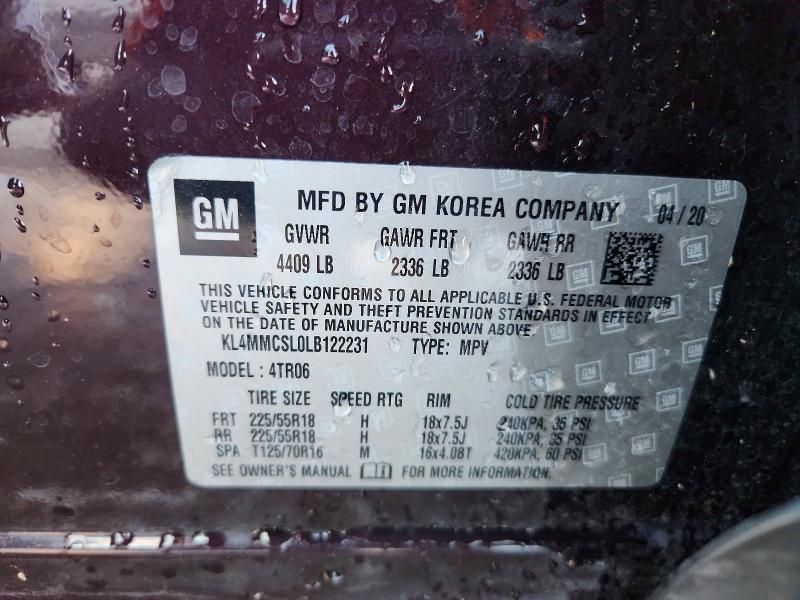 GM MFD BY GM KOREA COMPANY 04/20
GVWR GAWR FRT GAWR RR
4409 LB 2336 LB 2336 LB
THIS VEHICLE CONFORMS TO ALL APPLICABLE U.S. FEDERAL MOTOR
VEHICLE SAFETY AND THEFT PREVENTION STANDARDS IN EFFECT
ON THE DATE OF MANUFACTURE SHOWN ABOVE.
KL4MMCSL0LB122231 TYPE: MPV
MODEL : 4TR06
TIRE SIZE SPEED RTG RIM COLD TIRE PRESSURE
FRT 225/55R18 H 18x7.5J 240KPA, 35 PSI
RR 225/55R18 H 18x7.5J 240KPA, 35 PSI
SPA T125/70R16 M 16x4.0BT 420KPA, 60 PSI
SEE OWNER'S MANUAL FOR MORE INFORMATION.